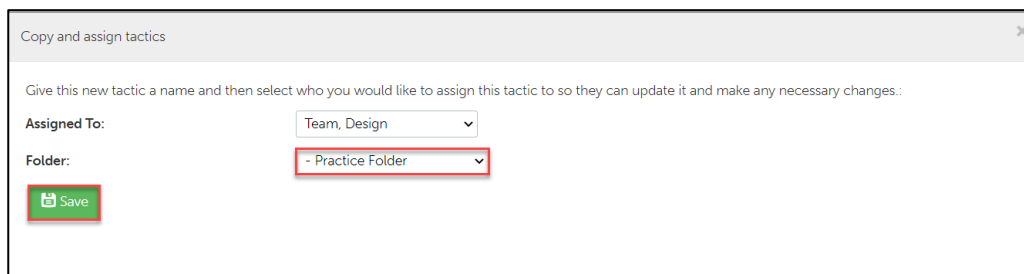 Copy and assign tactics
×
Give this new tactic a name and then select who you would like to assign this tactic to so they can update it and make any necessary changes.:
Assigned To: Team, Design
Folder: - Practice Folder
Save